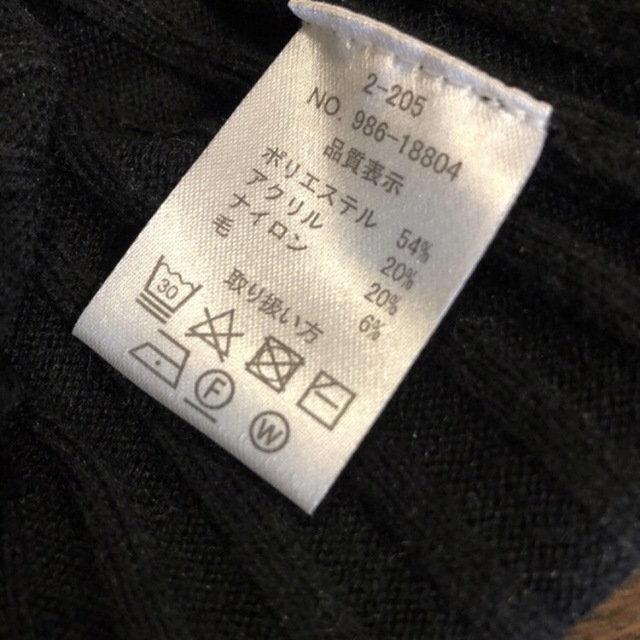 2-205
NO. 986-18804
品質表示
ポリエステル 54%
アクリル 20%
ナイロン 20%
毛 6%
取り扱い方
30
F
W